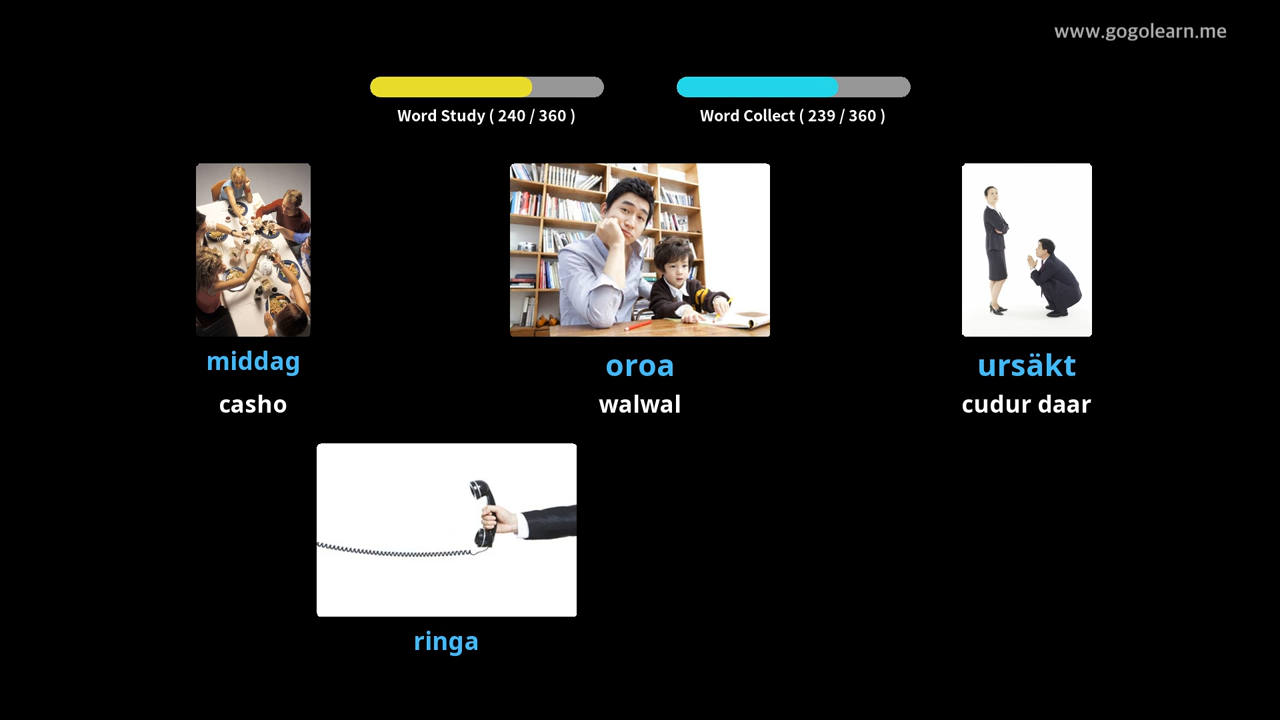 www.gogolearn.me
Word Study ( 240 / 360 )
Word Collect ( 239 / 360 )
middag
oroa
ursäkt
casho
walwal
cudur daar
ringa